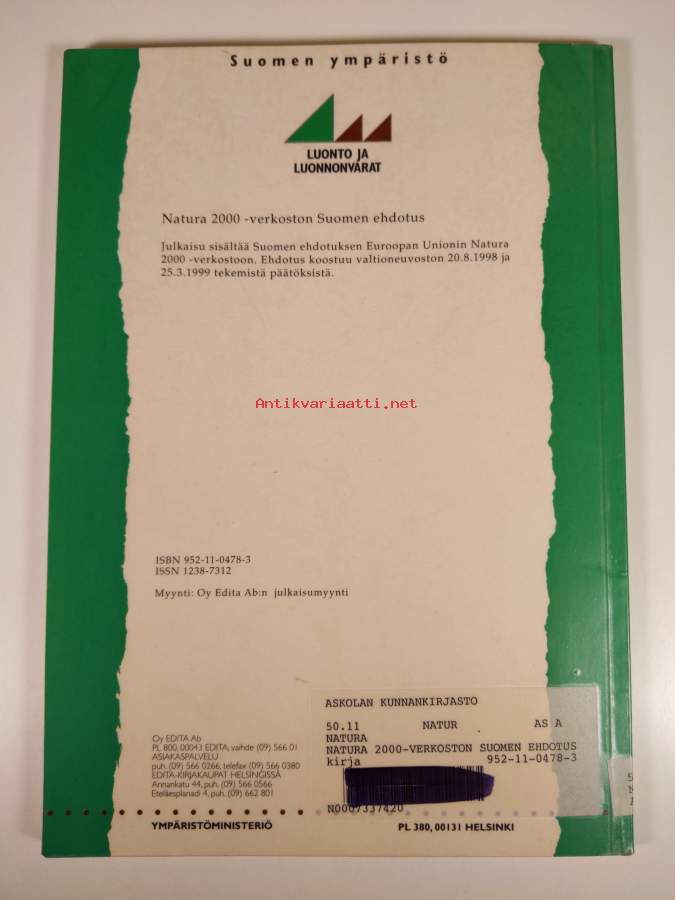 Suomen ympäristö
LUONTO JA
LUONNONVARAT
Natura 2000 -verkoston Suomen ehdotus
Julkaisu sisältää Suomen ehdotuksen Euroopan Unionin Natura
2000 -verkostoon. Ehdotus koostuu valtioneuvoston 20.8.1998 ja
25.3.1999 tekemistä päätöksistä.
Antikvariaatti.net
ISBN 952-11-0478-3
ISSN 1238-7312
Myynti: Oy Edita Ab:n julkaisumyynti
Oy EDITA Ab
PL 800, 00043 EDITA, vaihde (09) 566 01
ASIAKASPALVELU
puh. (09) 566 0266, telefax (09) 566 0380
EDITA-KIRJAKAUPAT HELSINGISSÄ
Annankatu 44, puh. (09) 566 0566
Eteläesplanadi 4, puh. (09) 662 801
ASKOLAN KUNNANKIRJASTO
50.11 NATUR AS A
NATURA
NATURA 2000-VERKOSTON SUOMEN EHDOTUS
kirja 952-11-0478-3
N0007337420
YMPÄRISTÖMINISTERIÖ PL 380, 00131 HELSINKI